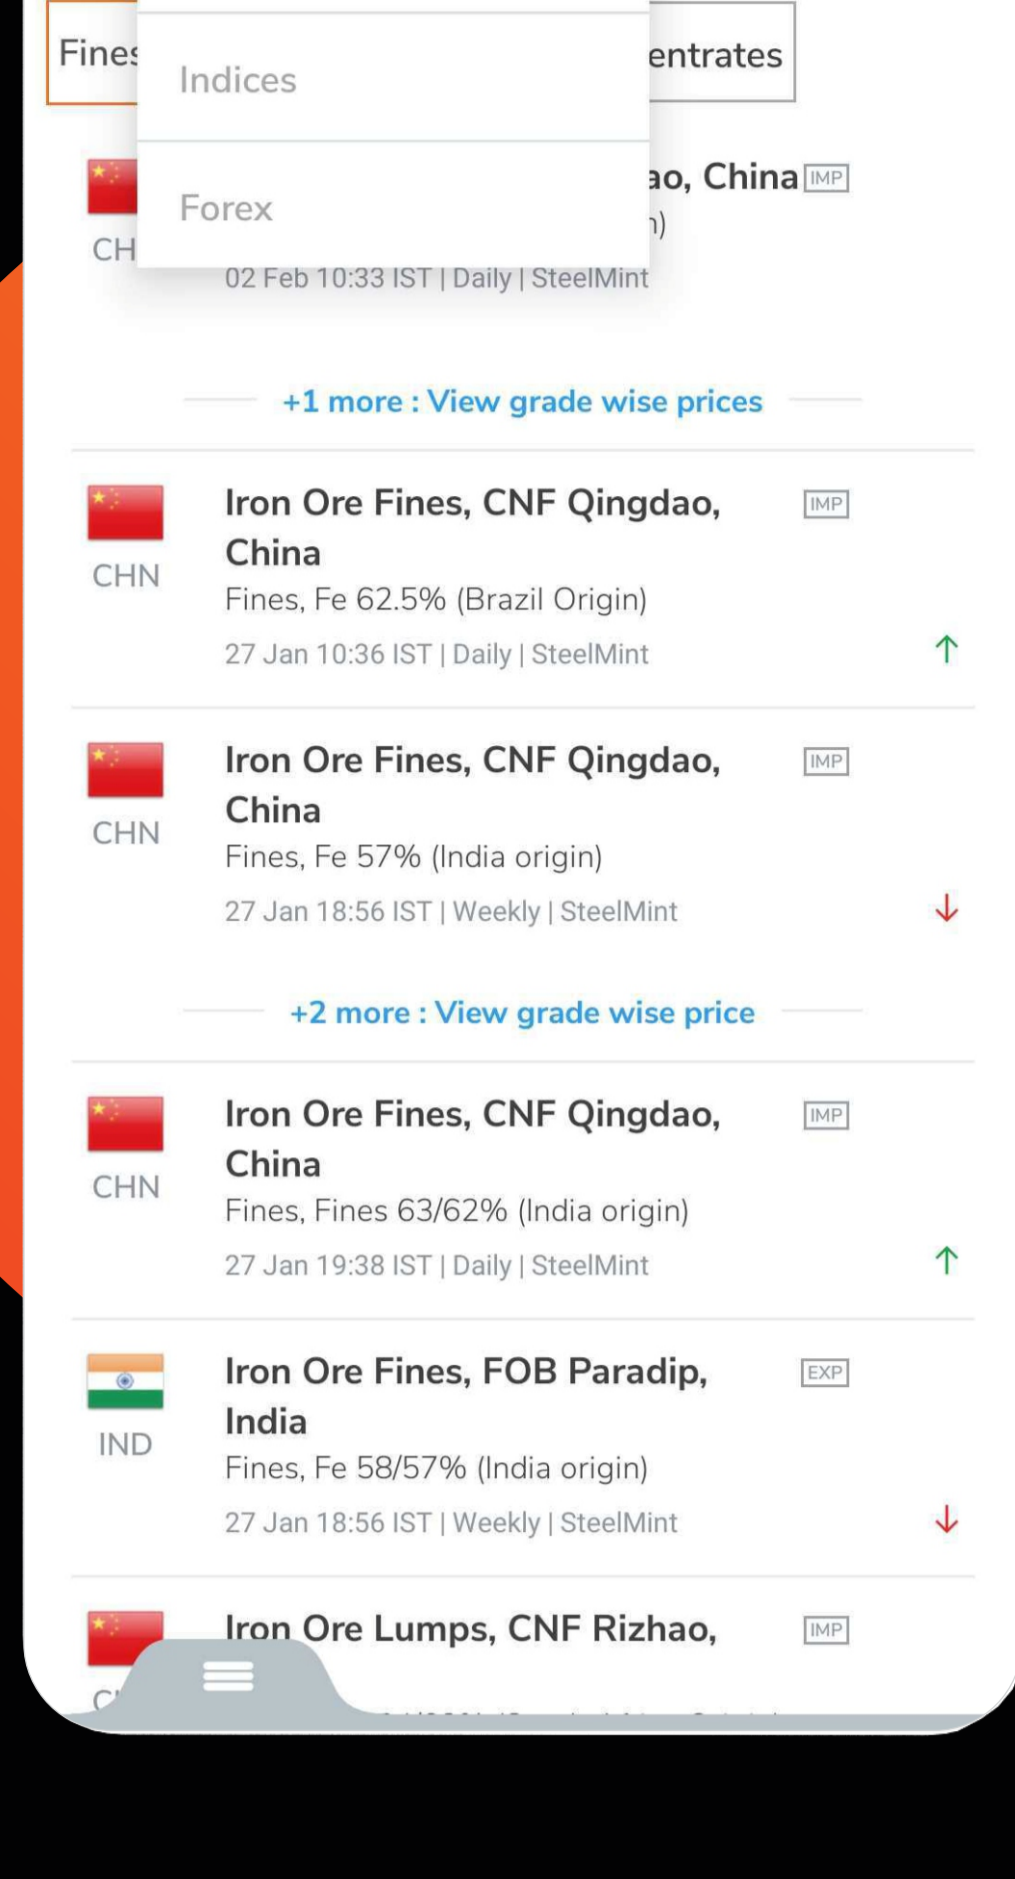 Indices
Forex
IMP
02 Feb 10:33 IST | Daily | SteelMint
+1 more : View grade wise prices
Iron Ore Fines, CNF Qingdao,
IMP
China
CHN
Fines, Fe 62.5% (Brazil Origin)
27 Jan 10:36 IST | Daily | SteelMint
Iron Ore Fines, CNF Qingdao,
IMP
China
CHN
Fines, Fe 57% (India origin)
27 Jan 18:56 IST | Weekly | SteelMint
+2 more : View grade wise price
Iron Ore Fines, CNF Qingdao,
IMP
China
CHN
Fines, Fines 63/62% (India origin)
27 Jan 19:38 IST | Daily | SteelMint
Iron Ore Fines, FOB Paradip,
EXP
India
IND
Fines, Fe 58/57% (India origin)
27 Jan 18:56 IST | Weekly | SteelMint
Iron Ore Lumps, CNF Rizhao,
IMP